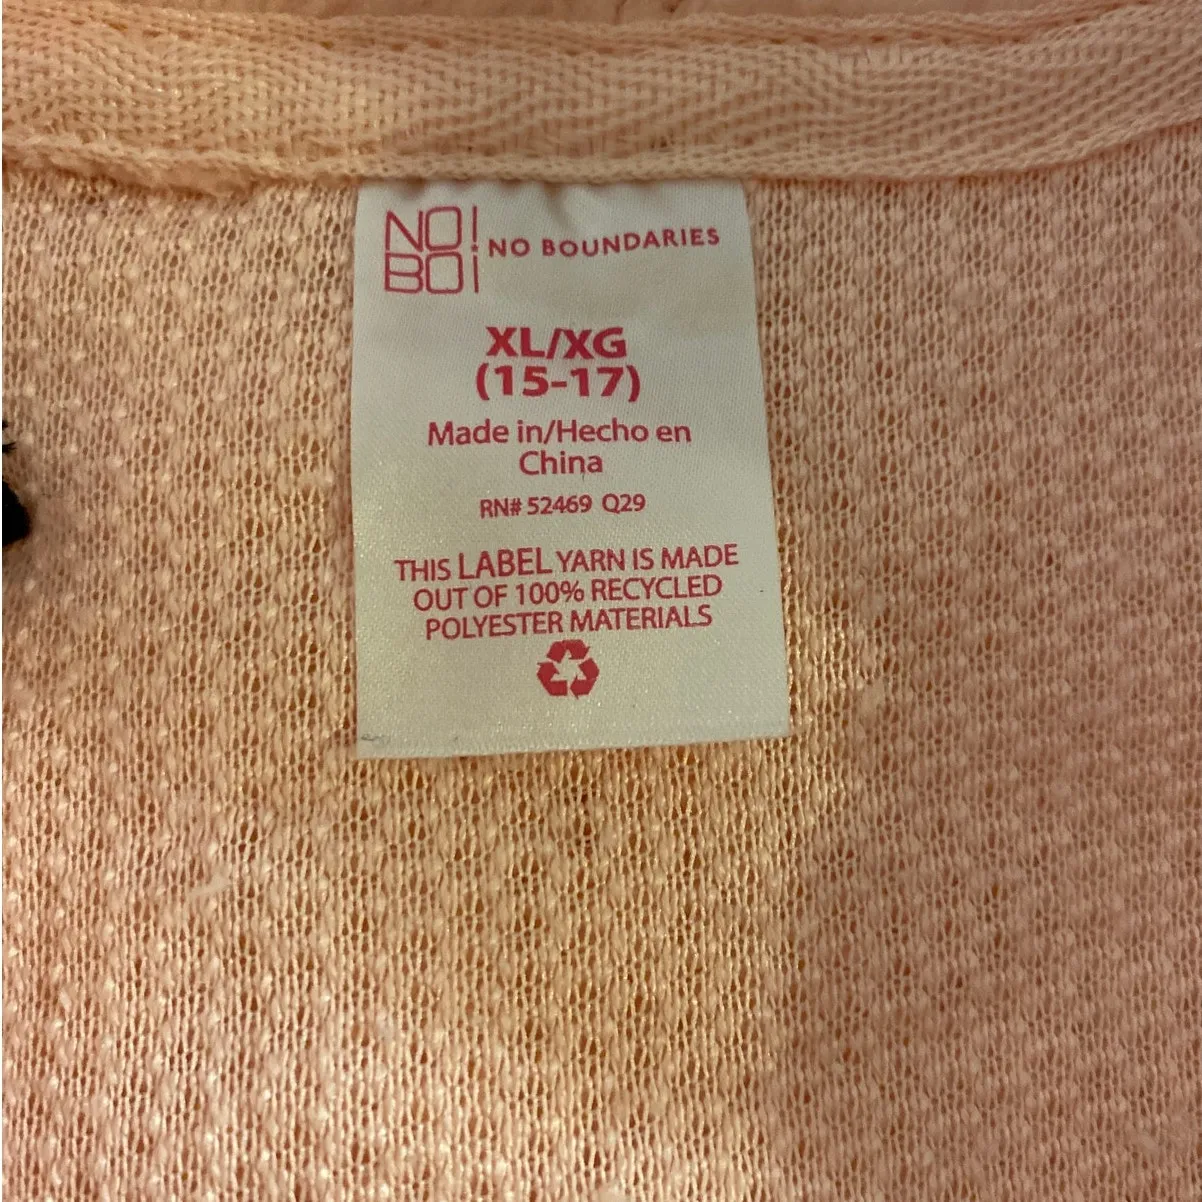 NO! NO BOUNDARIES
BO!
XL/XG
(15-17)
Made in/Hecho en
China
RN# 52469 Q29
THIS LABEL YARN IS MADE
OUT OF 100% RECYCLED
POLYESTER MATERIALS